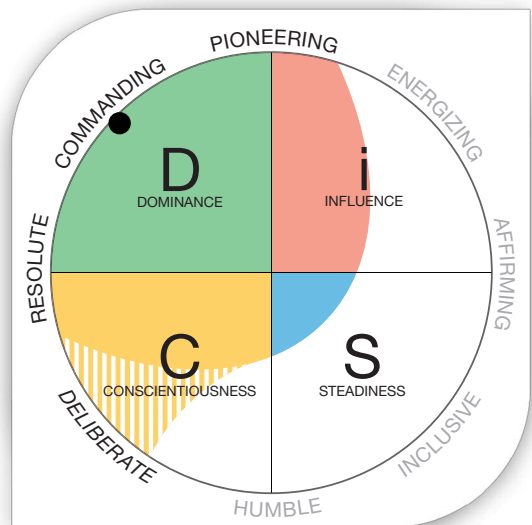 PIONEERING
COMMANDING
ENERGIZING
D
DOMINANCE
i
INFLUENCE
RESOLUTE
AFFIRMING
C
CONSCIENTIOUSNESS
S
STEADINESS
DELIBERATE
INCLUSIVE
HUMBLE